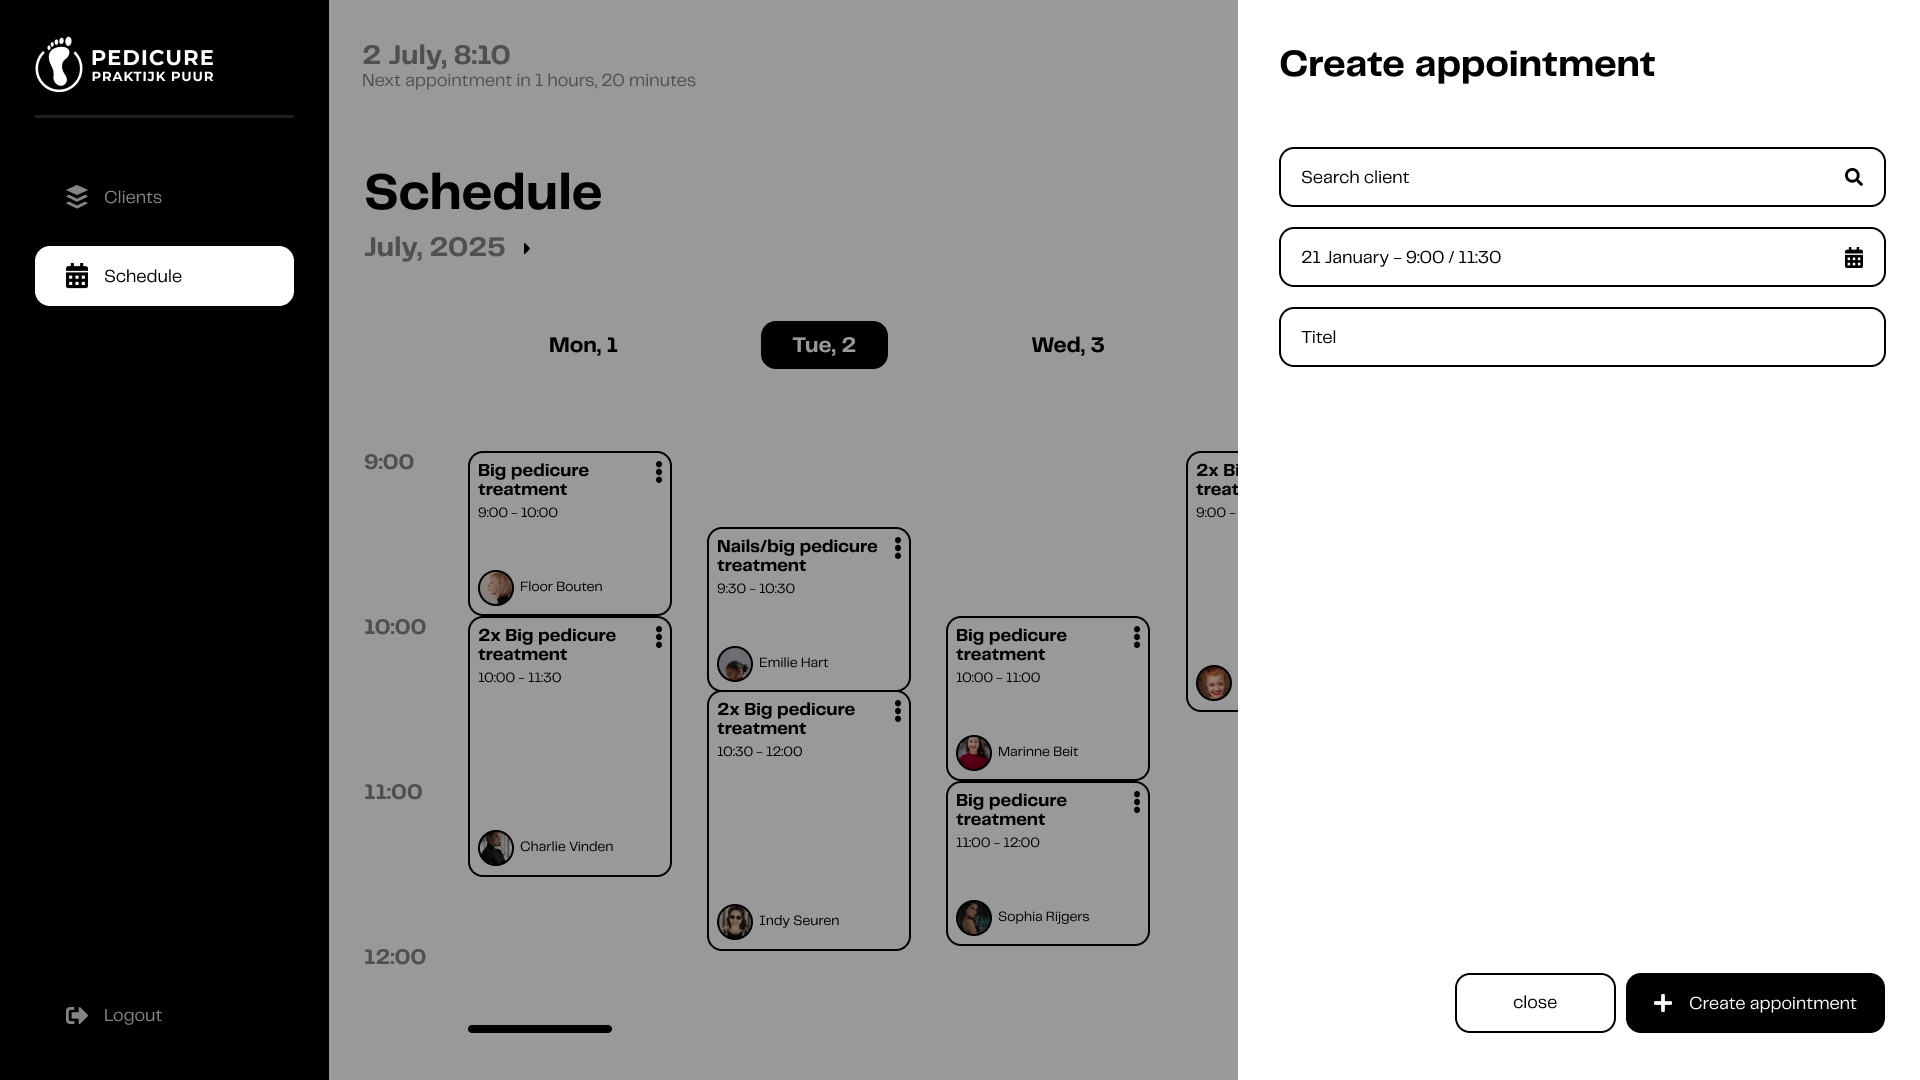 PEDICURE
PRAKTIJK PUUR
Clients
Schedule
Logout
2 July, 8:10
Next appointment in 1 hours, 20 minutes
Schedule
July, 2025
Mon, 1
Tue, 2
Wed, 3
9:00
10:00
11:00
12:00
Big pedicure
treatment
9:00 - 10:00
Floor Bouten
2x Big pedicure
treatment
10:00 - 11:30
Charlie Vinden
Nails/big pedicure
treatment
9:30 - 10:30
Emilie Hart
2x Big pedicure
treatment
10:30 - 12:00
Indy Seuren
Big pedicure
treatment
10:00 - 11:00
Marinne Beit
Big pedicure
treatment
11:00 - 12:00
Sophia Rijgers
2x Bi
treat
9:00 -
Create appointment
Search client
21 January - 9:00 / 11:30
Titel
close
Create appointment